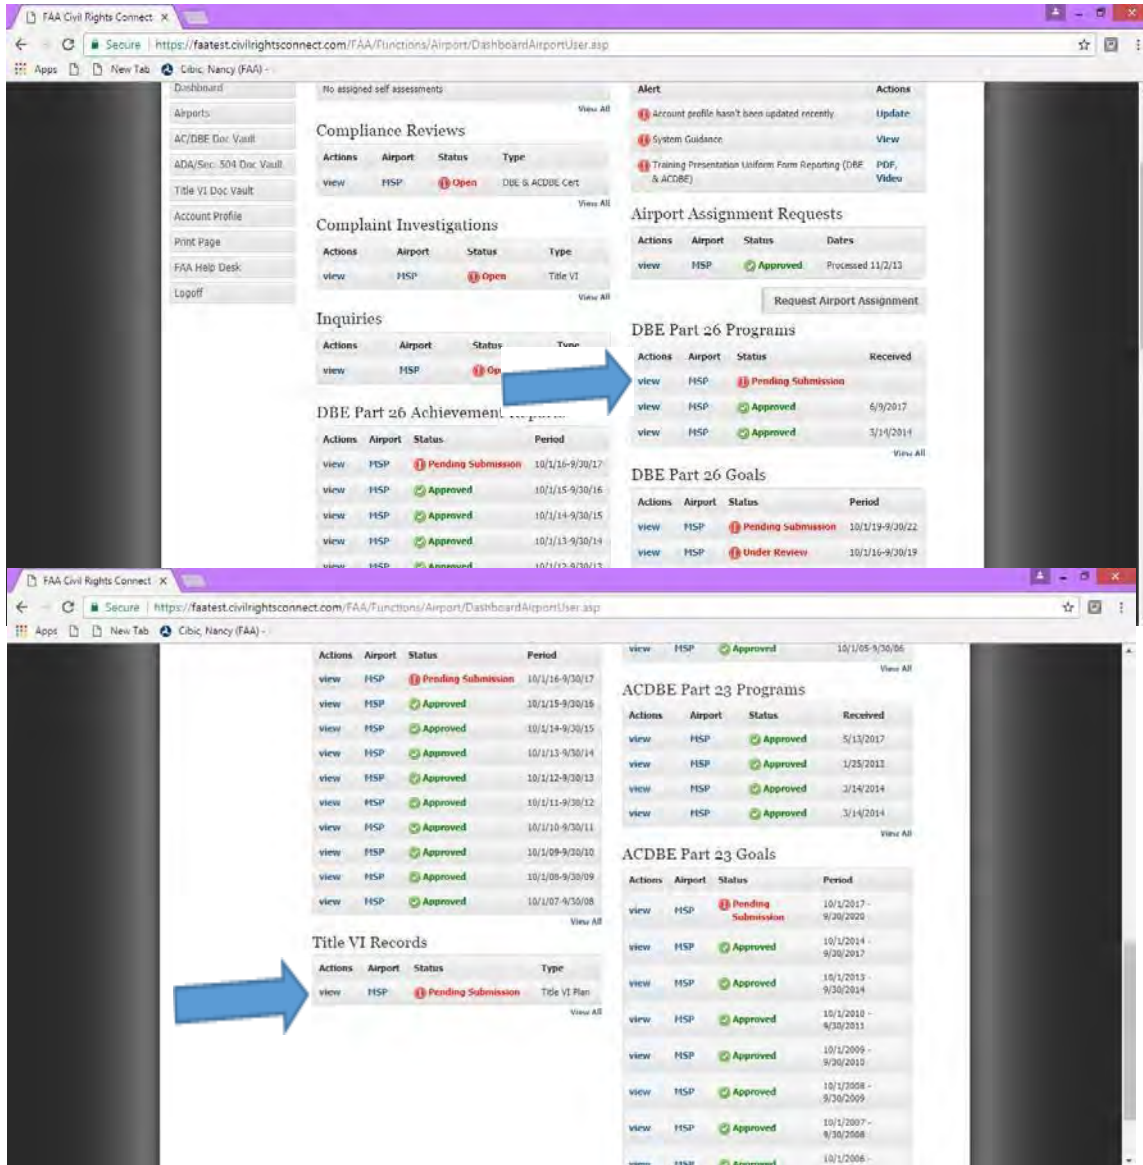 FAA Civil Rights Connect
Secure https://faatest.civilrightsconnect.com/FAA/Functions/Airport/DashboardAirportUser.asp
Apps New Tab Cibic, Nancy (FAA) -
Dashboard
Airports
AC/DBE Doc Vault
ADA/Sec. 504 Doc Vault
Title VI Doc Vault
Account Profile
Print Page
FAA Help Desk
Logoff
No assigned self assessments
View All
Compliance Reviews
Actions Airport Status Type
view MSP Open DBE & ACDBE Cert
View All
Complaint Investigations
Actions Airport Status Type
view MSP Open Title VI
View All
Inquiries
Actions Airport Status Type
view MSP
DBE Part 26 Achievement
Actions Airport Status Period
view MSP Pending Submission 10/1/16-9/30/17
view MSP Approved 10/1/15-9/30/16
view MSP Approved 10/1/14-9/30/15
view MSP Approved 10/1/13-9/30/14
view MSP Approved 10/1/12-9/30/13
Alert Actions
Account profile hasn't been updated recently Update
System Guidance View
Training Presentation Uniform Form Reporting (DBE PDF,
& ACDBE) Video
Airport Assignment Requests
Actions Airport Status Dates
view MSP Approved Processed 11/2/13
Request Airport Assignment
DBE Part 26 Programs
Actions Airport Status Received
view MSP Pending Submission
view MSP Approved 6/9/2017
view MSP Approved 3/14/2014
View All
DBE Part 26 Goals
Actions Airport Status Period
view MSP Pending Submission 10/1/19-9/30/22
view MSP Under Review 10/1/16-9/30/19
FAA Civil Rights Connect
Secure https://faatest.civilrightsconnect.com/FAA/Functions/Airport/DashboardAirportUser.asp
Apps New Tab Cibic, Nancy (FAA) -
Actions Airport Status Period
view MSP Pending Submission 10/1/16-9/30/17
view MSP Approved 10/1/15-9/30/16
view MSP Approved 10/1/14-9/30/15
view MSP Approved 10/1/13-9/30/14
view MSP Approved 10/1/12-9/30/13
view MSP Approved 10/1/11-9/30/12
view MSP Approved 10/1/10-9/30/11
view MSP Approved 10/1/09-9/30/10
view MSP Approved 10/1/08-9/30/09
view MSP Approved 10/1/07-9/30/08
View All
Title VI Records
Actions Airport Status Type
view MSP Pending Submission Title VI Plan
View All
view MSP Approved 10/1/05-9/30/06
View All
ACDBE Part 23 Programs
Actions Airport Status Received
view MSP Approved 5/13/2017
view MSP Approved 1/25/2013
view MSP Approved 3/14/2014
view MSP Approved 3/14/2014
View All
ACDBE Part 23 Goals
Actions Airport Status Period
view MSP Pending Submission 10/1/2017 -
9/30/2020
view MSP Approved 10/1/2014 -
9/30/2017
view MSP Approved 10/1/2013 -
9/30/2014
view MSP Approved 10/1/2010 -
9/30/2011
view MSP Approved 10/1/2009 -
9/30/2010
view MSP Approved 10/1/2008 -
9/30/2009
view MSP Approved 10/1/2007 -
9/30/2008
view MSP Approved 10/1/2006 -